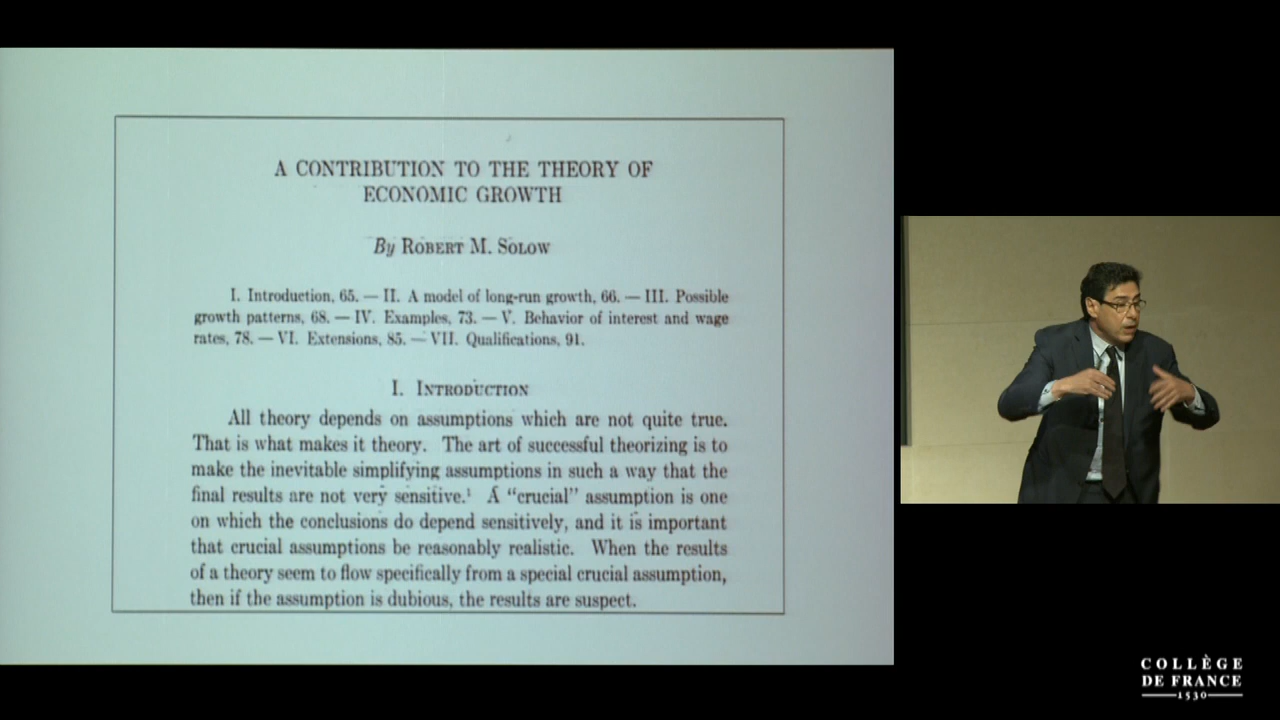 A CONTRIBUTION TO THE THEORY OF
ECONOMIC GROWTH
By ROBERT M. SOLOW
I. Introduction, 65. — II. A model of long-run growth, 66. — III. Possible
growth patterns, 68. — IV. Examples, 73. — V. Behavior of interest and wage
rates, 78. — VI. Extensions, 85. — VII. Qualifications, 91.
I. INTRODUCTION
All theory depends on assumptions which are not quite true.
That is what makes it theory. The art of successful theorizing is to
make the inevitable simplifying assumptions in such a way that the
final results are not very sensitive.¹ A “crucial” assumption is one
on which the conclusions do depend sensitively, and it is important
that crucial assumptions be reasonably realistic. When the results
of a theory seem to flow specifically from a special crucial assumption,
then if the assumption is dubious, the results are suspect.
COLLÈGE
DE FRANCE
1530